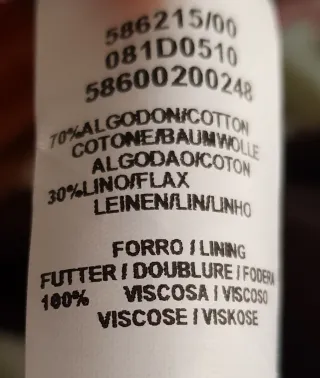 586215/00
081D0510
58600200248
70%ALGODON/COTTON
COTONE/BAUMWOLLE
ALGODAO/COTON
30%LINO/FLAX
LEINEN/LIN/LINHO
FORRO / LINING
FUTTER / DOUBLURE / FODERA
100% VISCOSA / VISCOSO
VISCOSE / VISKOSE